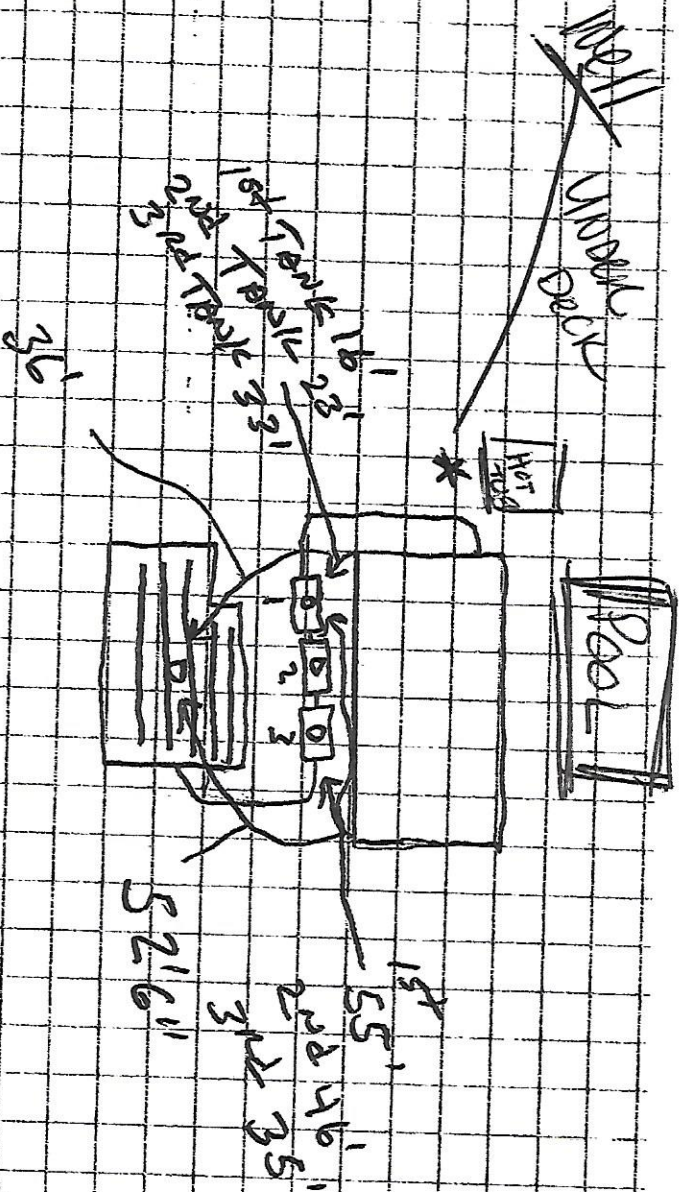 Well
UNDER
DECK
HOT
TUB
POOL
1st TANK 16'
2nd TANK 23'
3rd TANK 33'
1
2
3
D
36'
52'6"
1st
55'
2nd 46'
3rd 35'